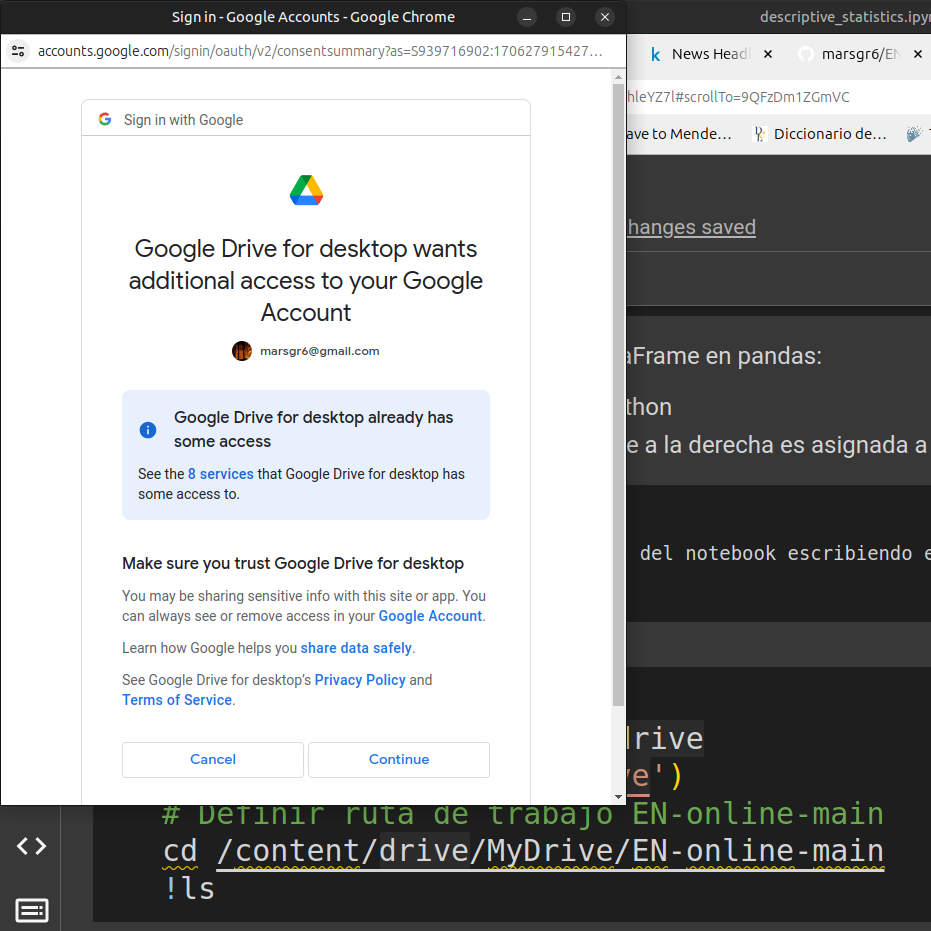 Sign in - Google Accounts - Google Chrome
descriptive_statistics.ipyn
accounts.google.com/signin/oauth/v2/consentsummary?as=S939716902:170627915427...
News Head
marsgr6/EN
hleYZ7l#scrollTo=9QFzDm1ZGmVC
ave to Mende...
Diccionario de...
Sign in with Google
hanges saved
Google Drive for desktop wants
additional access to your Google
Account
marsgr6@gmail.com
aFrame en pandas:
thon
e a la derecha es asignada a
Google Drive for desktop already has
some access
See the 8 services that Google Drive for desktop has
some access to.
del notebook escribiendo e
Make sure you trust Google Drive for desktop
You may be sharing sensitive info with this site or app. You
can always see or remove access in your Google Account.
Learn how Google helps you share data safely.
See Google Drive for desktop's Privacy Policy and
Terms of Service.
Cancel
Continue
drive
ve')
# Definir ruta de trabajo EN-online-main
cd /content/drive/MyDrive/EN-online-main
!ls